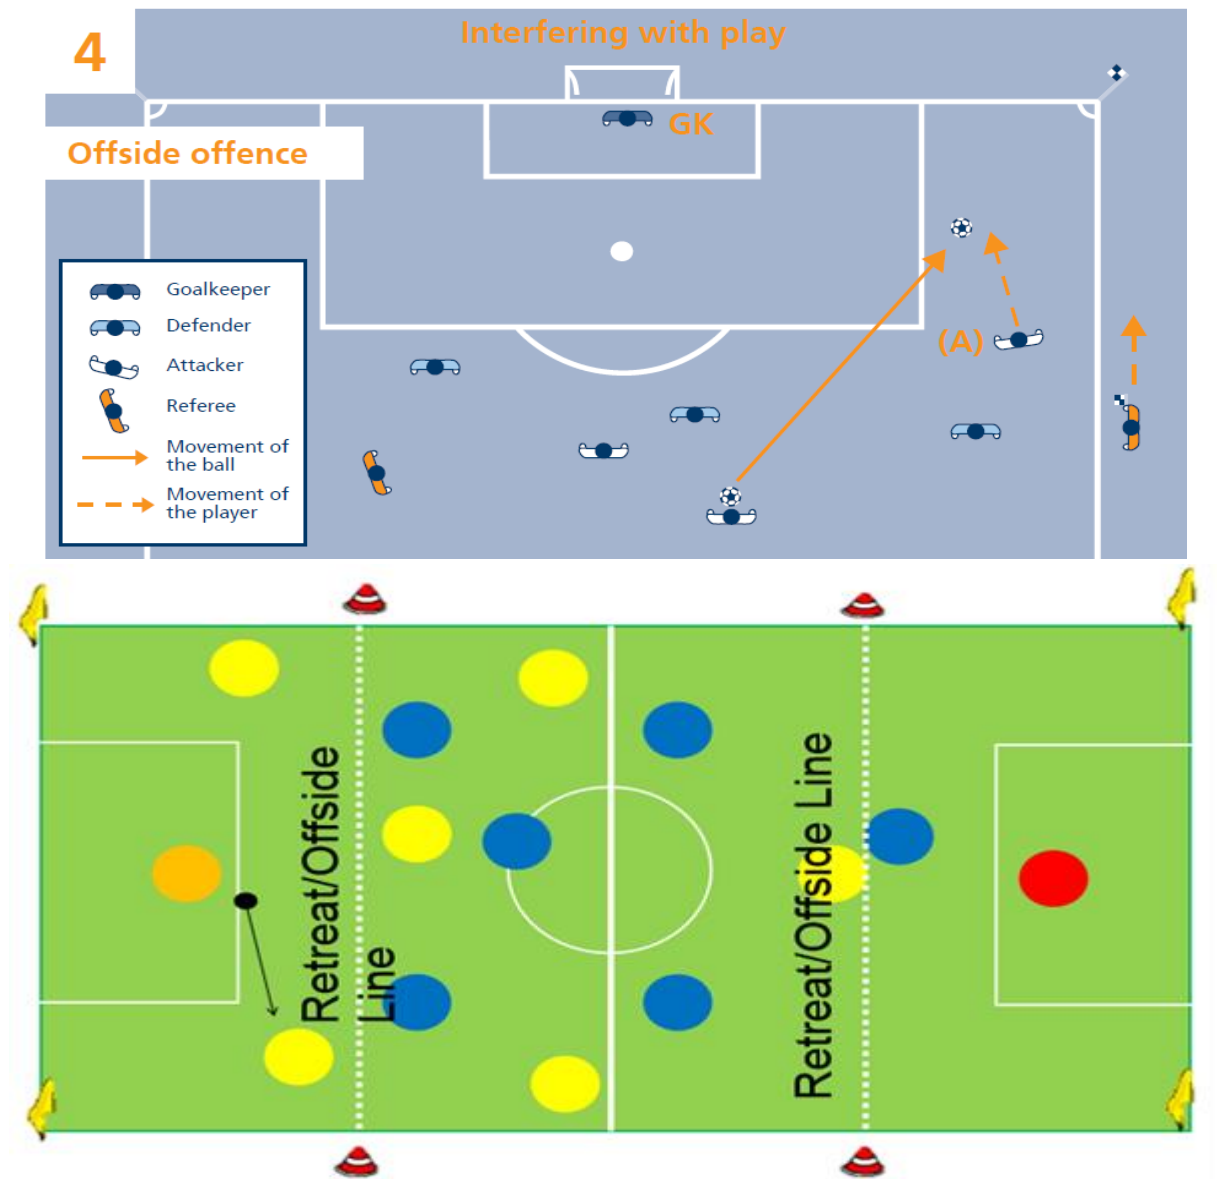 4
Interfering with play
GK
Offside offence
(A)
Goalkeeper
Defender
Attacker
Referee
Movement of
the ball
Movement of
the player
Retreat/Offside
Line
Retreat/Offside Line